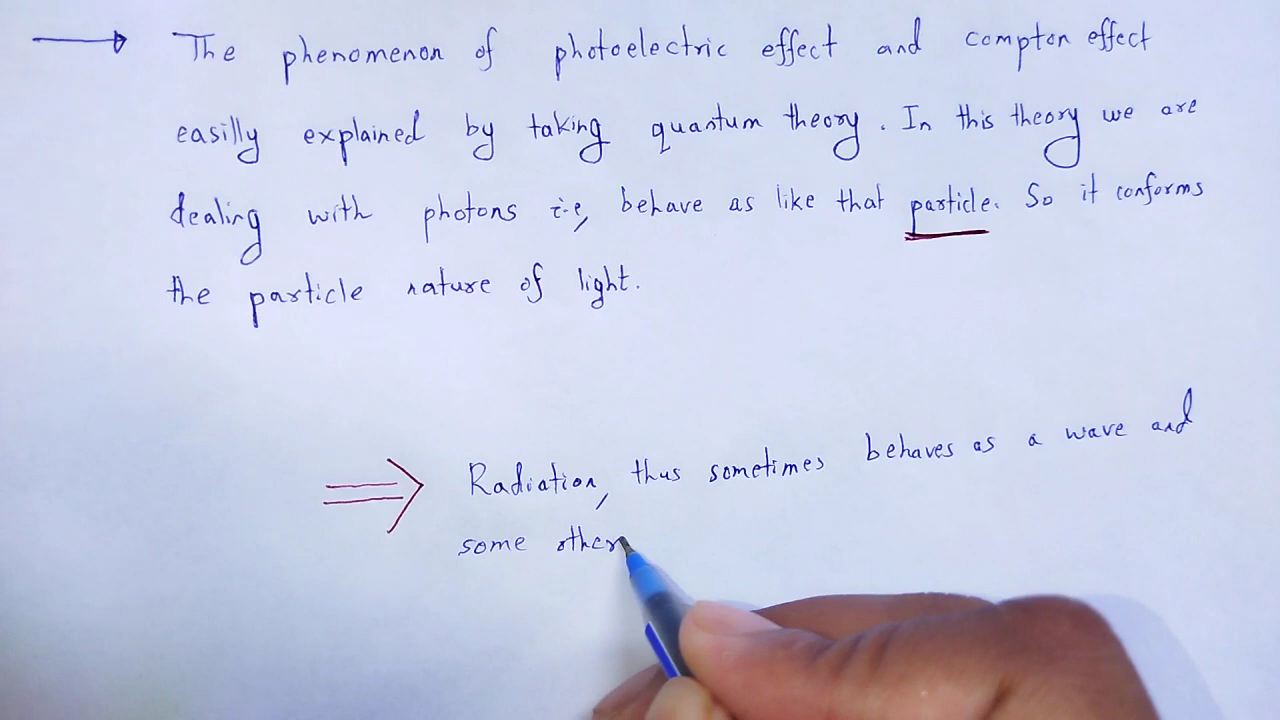 The phenomenon of photoelectric effect and compton effect
easilly explained by taking quantum theory. In this theory we are
dealing with photons i.e, behave as like that particle. So it conforms
the particle nature of light.
Radiation, thus sometimes behaves as a wave and
some other